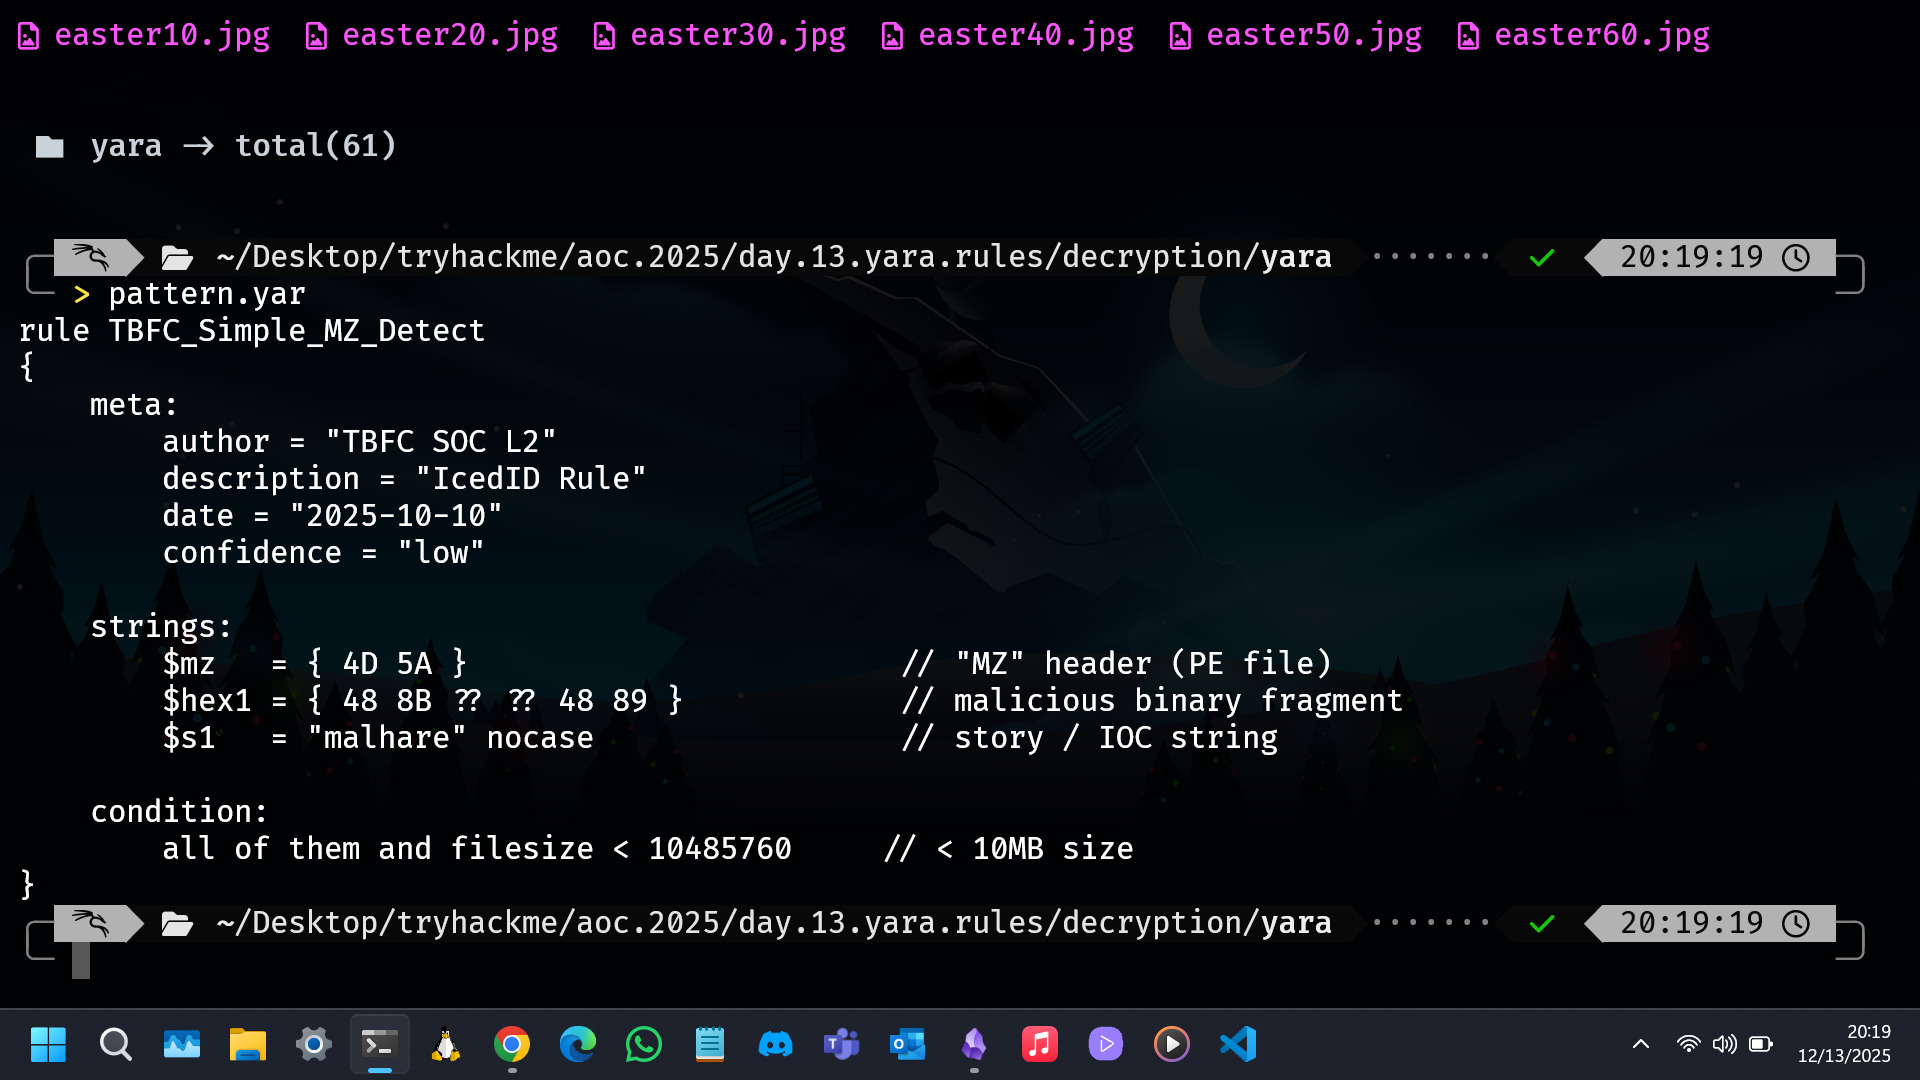 easter10.jpg easter20.jpg easter30.jpg easter40.jpg easter50.jpg easter60.jpg
yara → total(61)
~/Desktop/tryhackme/aoc.2025/day.13.yara.rules/decryption/yara ······· ✓ 20:19:19
> pattern.yar
rule TBFC_Simple_MZ_Detect
{
    meta:
        author = "TBFC SOC L2"
        description = "IcedID Rule"
        date = "2025-10-10"
        confidence = "low"
    strings:
        $mz   = { 4D 5A }                        // "MZ" header (PE file)
        $hex1 = { 48 8B ?? ?? 48 89 }            // malicious binary fragment
        $s1   = "malhare" nocase                 // story / IOC string
    condition:
        all of them and filesize < 10485760     // < 10MB size
}
~/Desktop/tryhackme/aoc.2025/day.13.yara.rules/decryption/yara ······· ✓ 20:19:19
20:19
12/13/2025